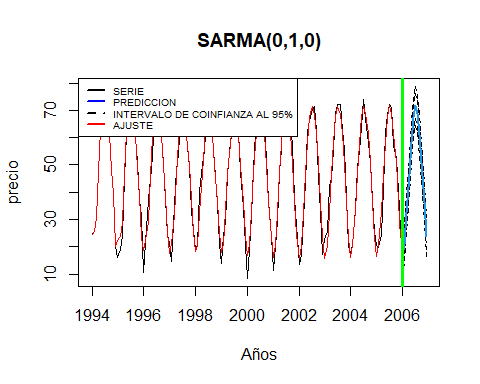 SARMA(0,1,0)
SERIE
PREDICCION
INTERVALO DE COINFIANZA AL 95%
AJUSTE
precio
70
50
30
10
1994 1996 1998 2000 2002 2004 2006
Años